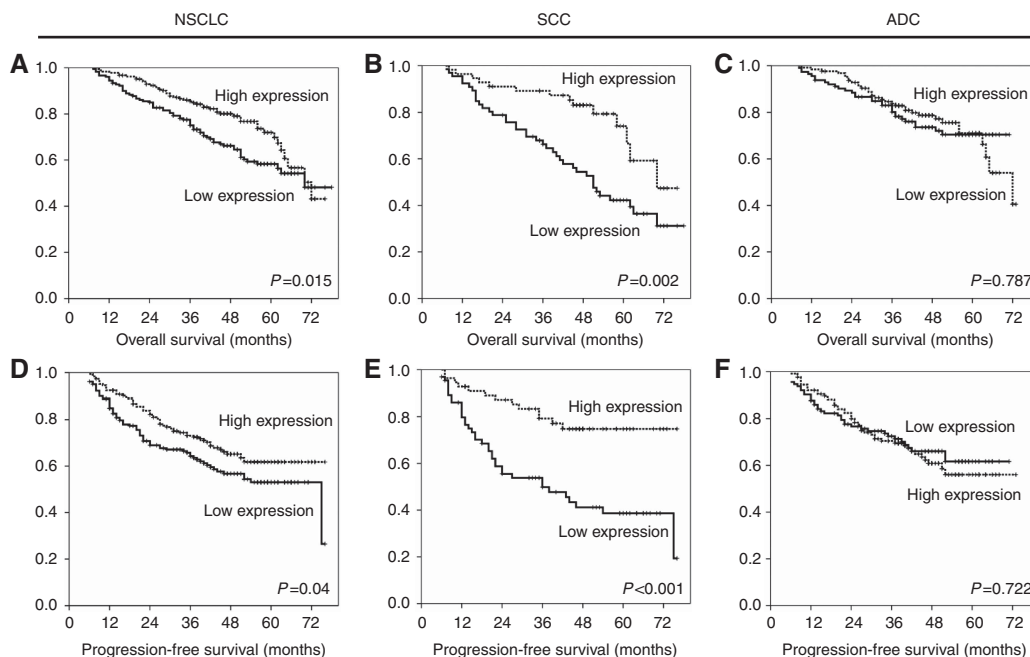 NSCLC SCC ADC
A B C
1.0 1.0 1.0
High expression High expression High expression
0.8 0.8 0.8
0.6 0.6 0.6
Low expression Low expression Low expression
0.4 0.4 0.4
0.2 0.2 0.2
P=0.015 P=0.002 P=0.787
0.0 0.0 0.0
0 12 24 36 48 60 72 0 12 24 36 48 60 72 0 12 24 36 48 60 72
Overall survival (months) Overall survival (months) Overall survival (months)
D E F
1.0 1.0 1.0
High expression High expression Low expression
0.8 0.8 0.8
0.6 0.6 0.6
Low expression Low expression High expression
0.4 0.4 0.4
0.2 0.2 0.2
P=0.04 P<0.001 P=0.722
0.0 0.0 0.0
0 12 24 36 48 60 72 0 12 24 36 48 60 72 0 12 24 36 48 60 72
Progression-free survival (months) Progression-free survival (months) Progression-free survival (months)